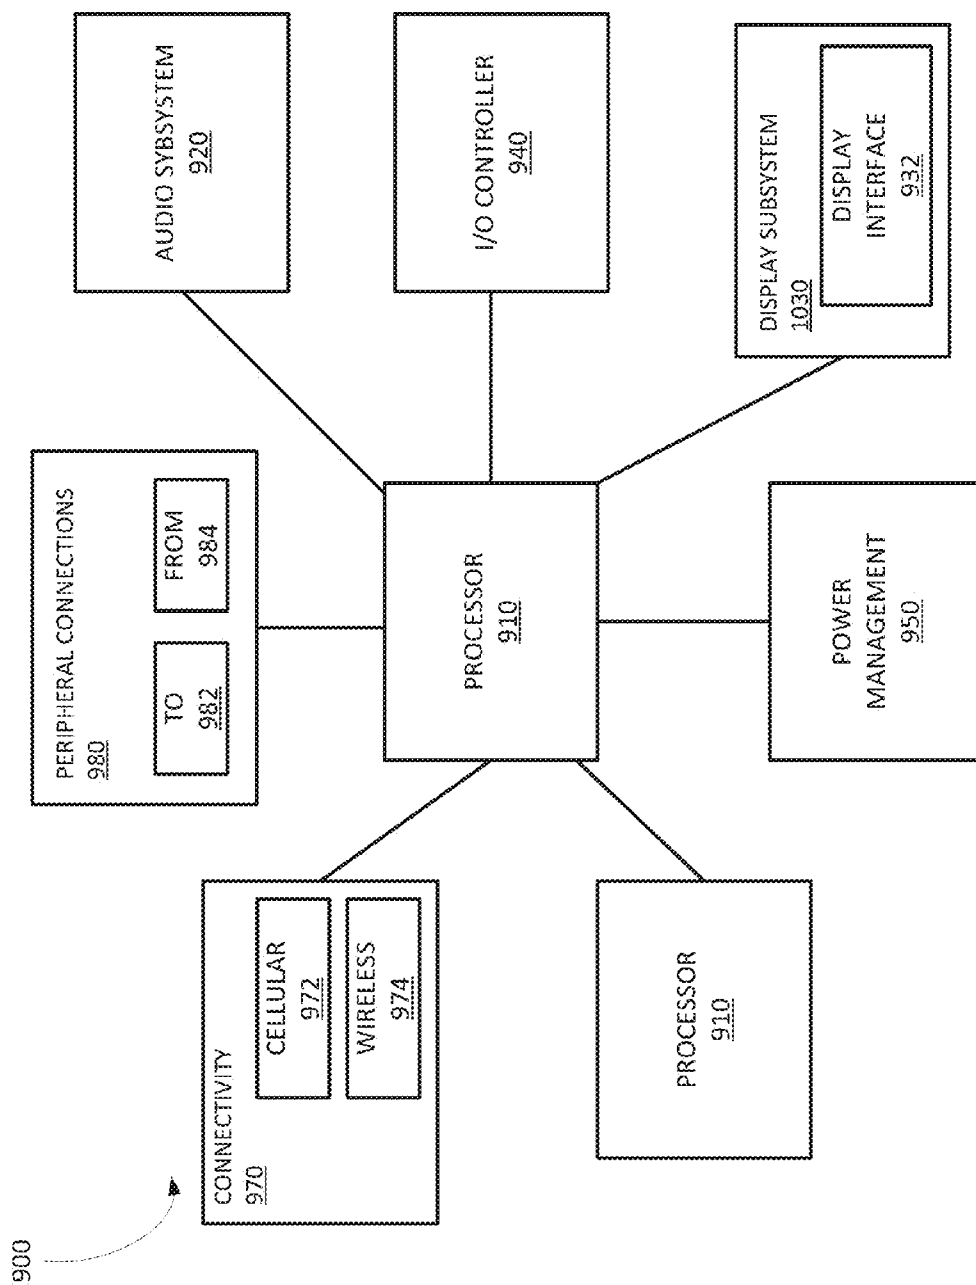 900
CONNECTIVITY
970
CELLULAR
972
WIRELESS
974
PERIPHERAL CONNECTIONS
980
TO
982
FROM
984
AUDIO SYBSYSTEM
920
PROCESSOR
910
I/O CONTROLLER
940
PROCESSOR
910
POWER
MANAGEMENT
950
DISPLAY SUBSYSTEM
1030
DISPLAY
INTERFACE
932